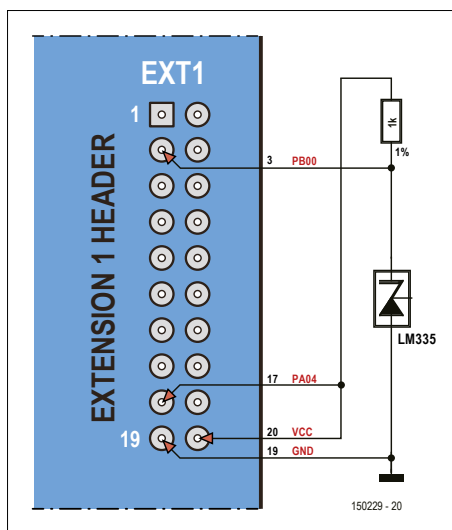 EXT1
1
EXTENSION 1 HEADER
1k
1%
3 PB00
LM335
17 PA04
19
20 VCC
19 GND
150229 - 20